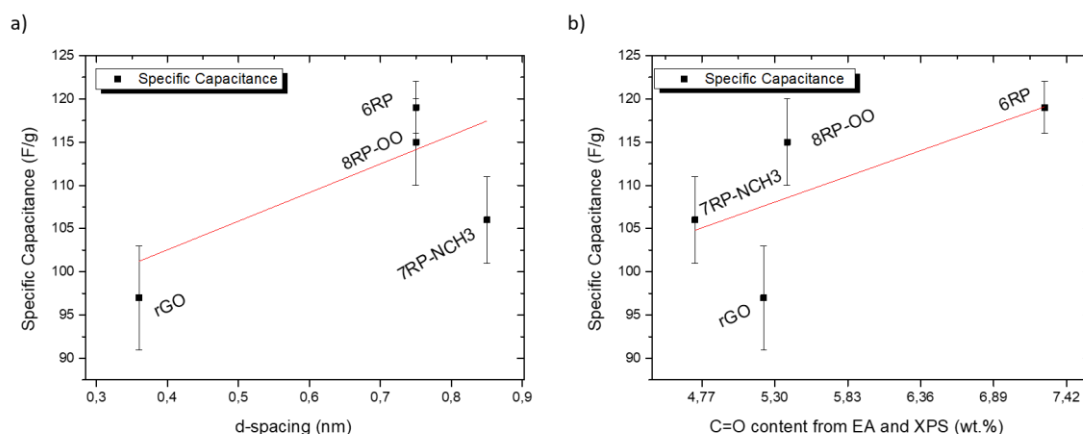 a)
Specific Capacitance (F/g)
125
120
115
110
105
100
95
90
Specific Capacitance
6RP
8RP-OO
7RP-NCH3
rGO
0,3 0,4 0,5 0,6 0,7 0,8 0,9
d-spacing (nm)
b)
Specific Capacitance (F/g)
125
120
115
110
105
100
95
90
Specific Capacitance
6RP
8RP-OO
7RP-NCH3
rGO
4,77 5,30 5,83 6,36 6,89 7,42
C=O content from EA and XPS (wt.%)